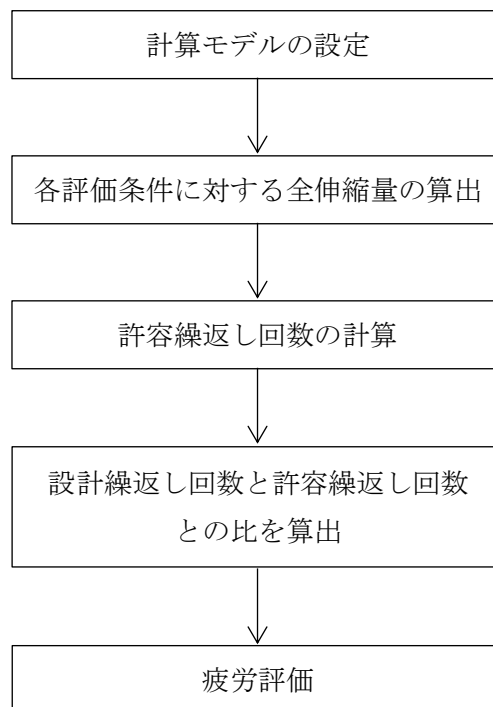 計算モデルの設定
各評価条件に対する全伸縮量の算出
許容繰返し回数の計算
設計繰返し回数と許容繰返し回数
との比を算出
疲労評価